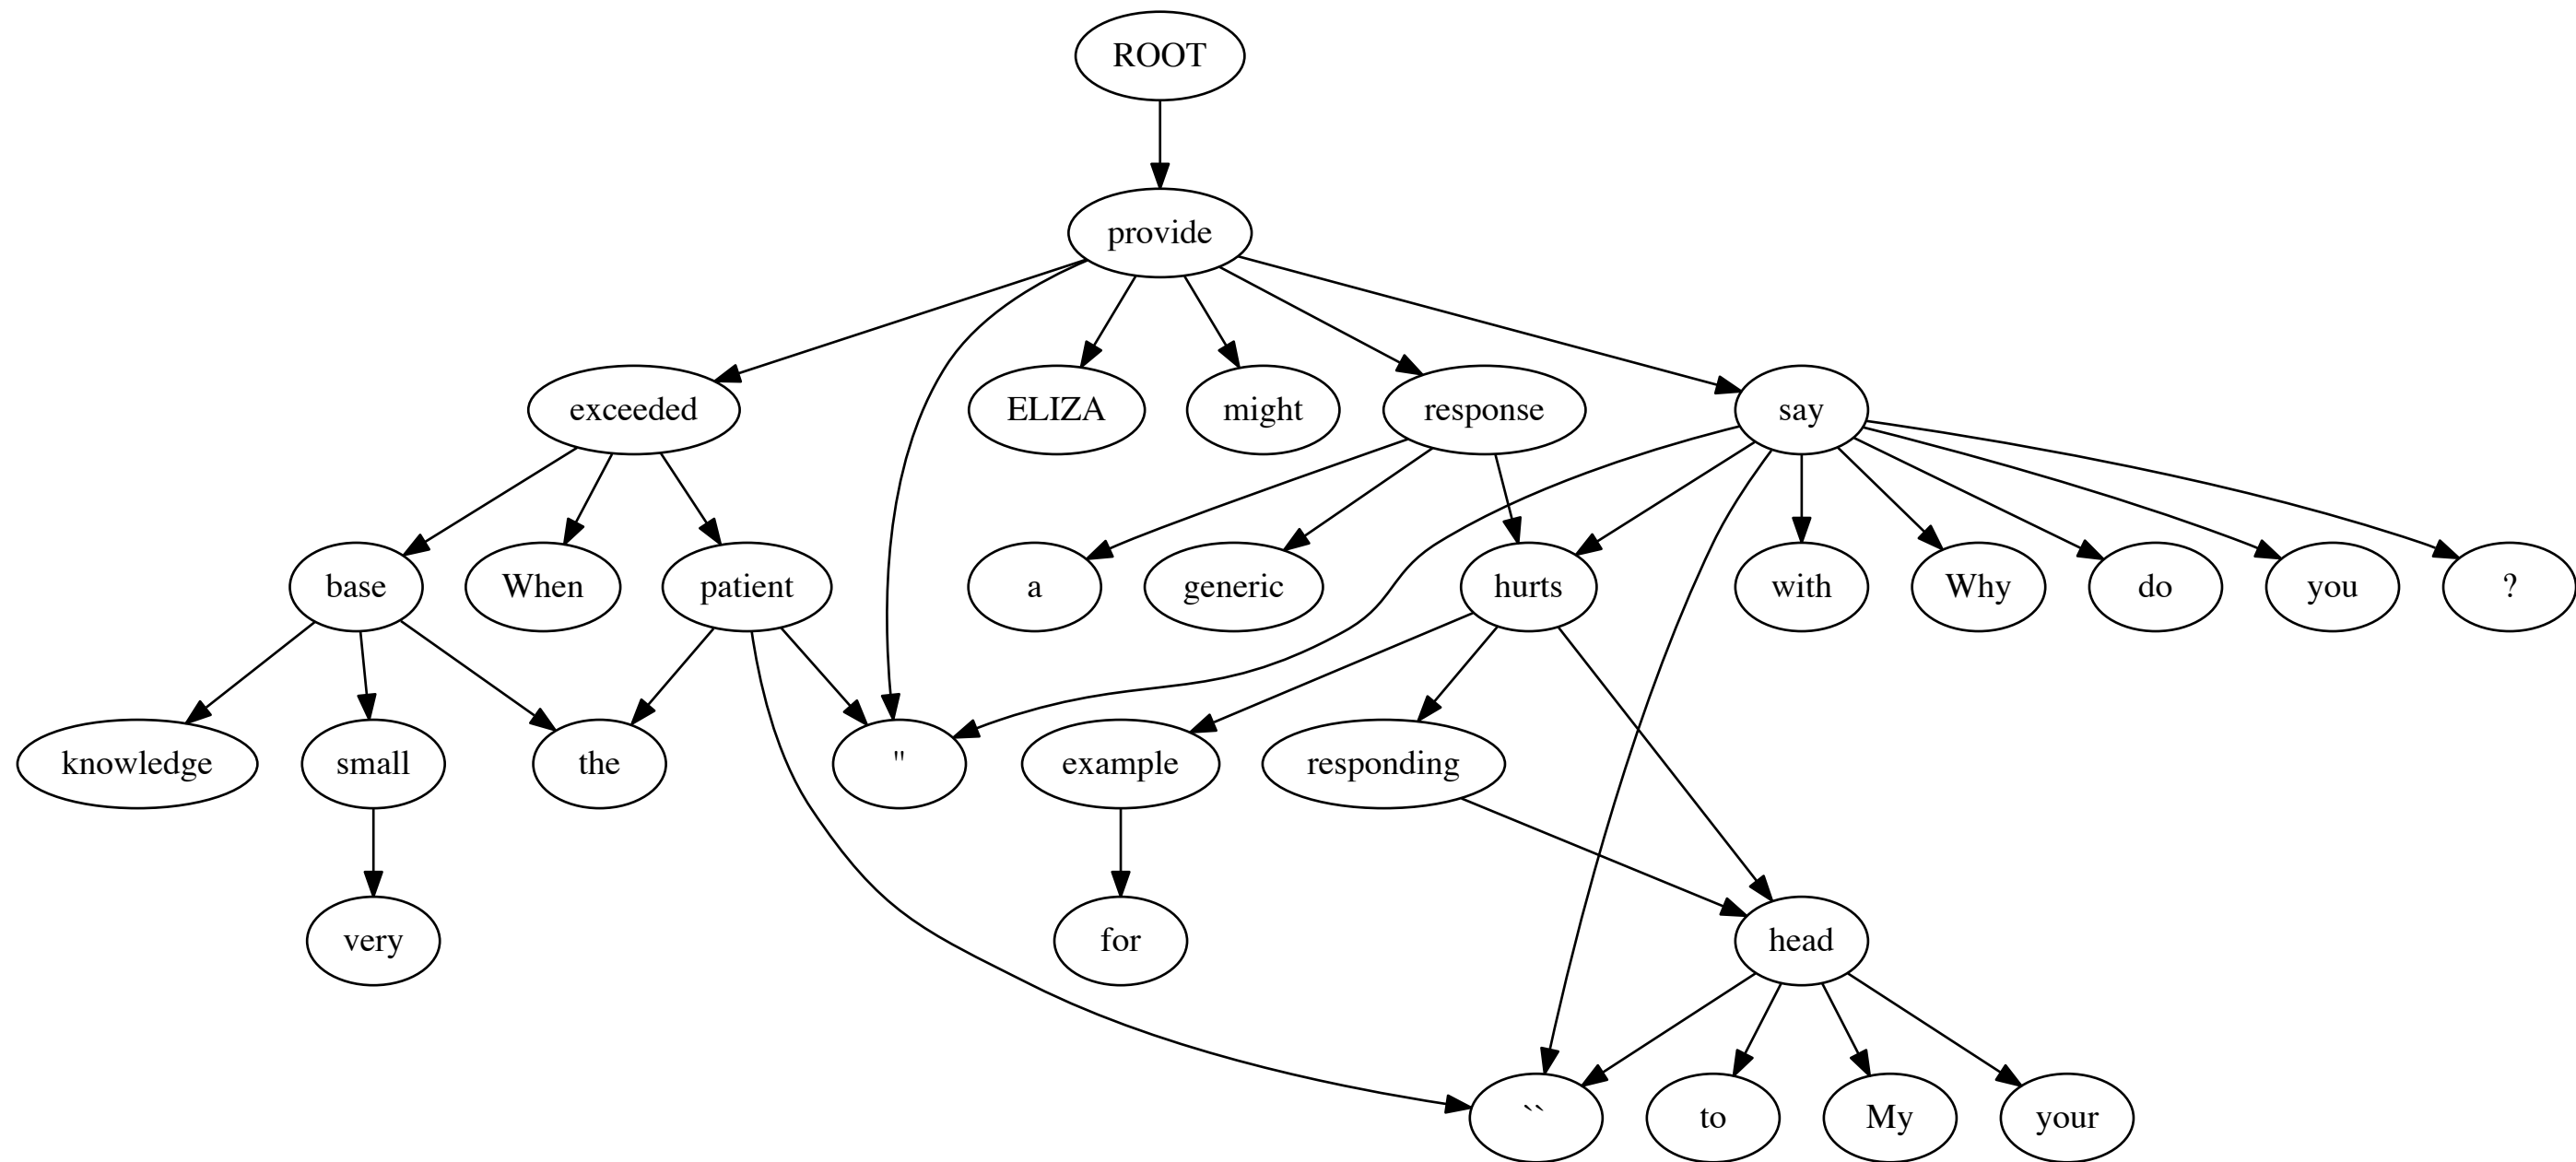 ROOT
provide
exceeded
ELIZA
might
response
say
base
When
patient
a
generic
hurts
with
Why
do
you
?
knowledge
small
the
"
example
responding
very
for
head
``
to
My
your